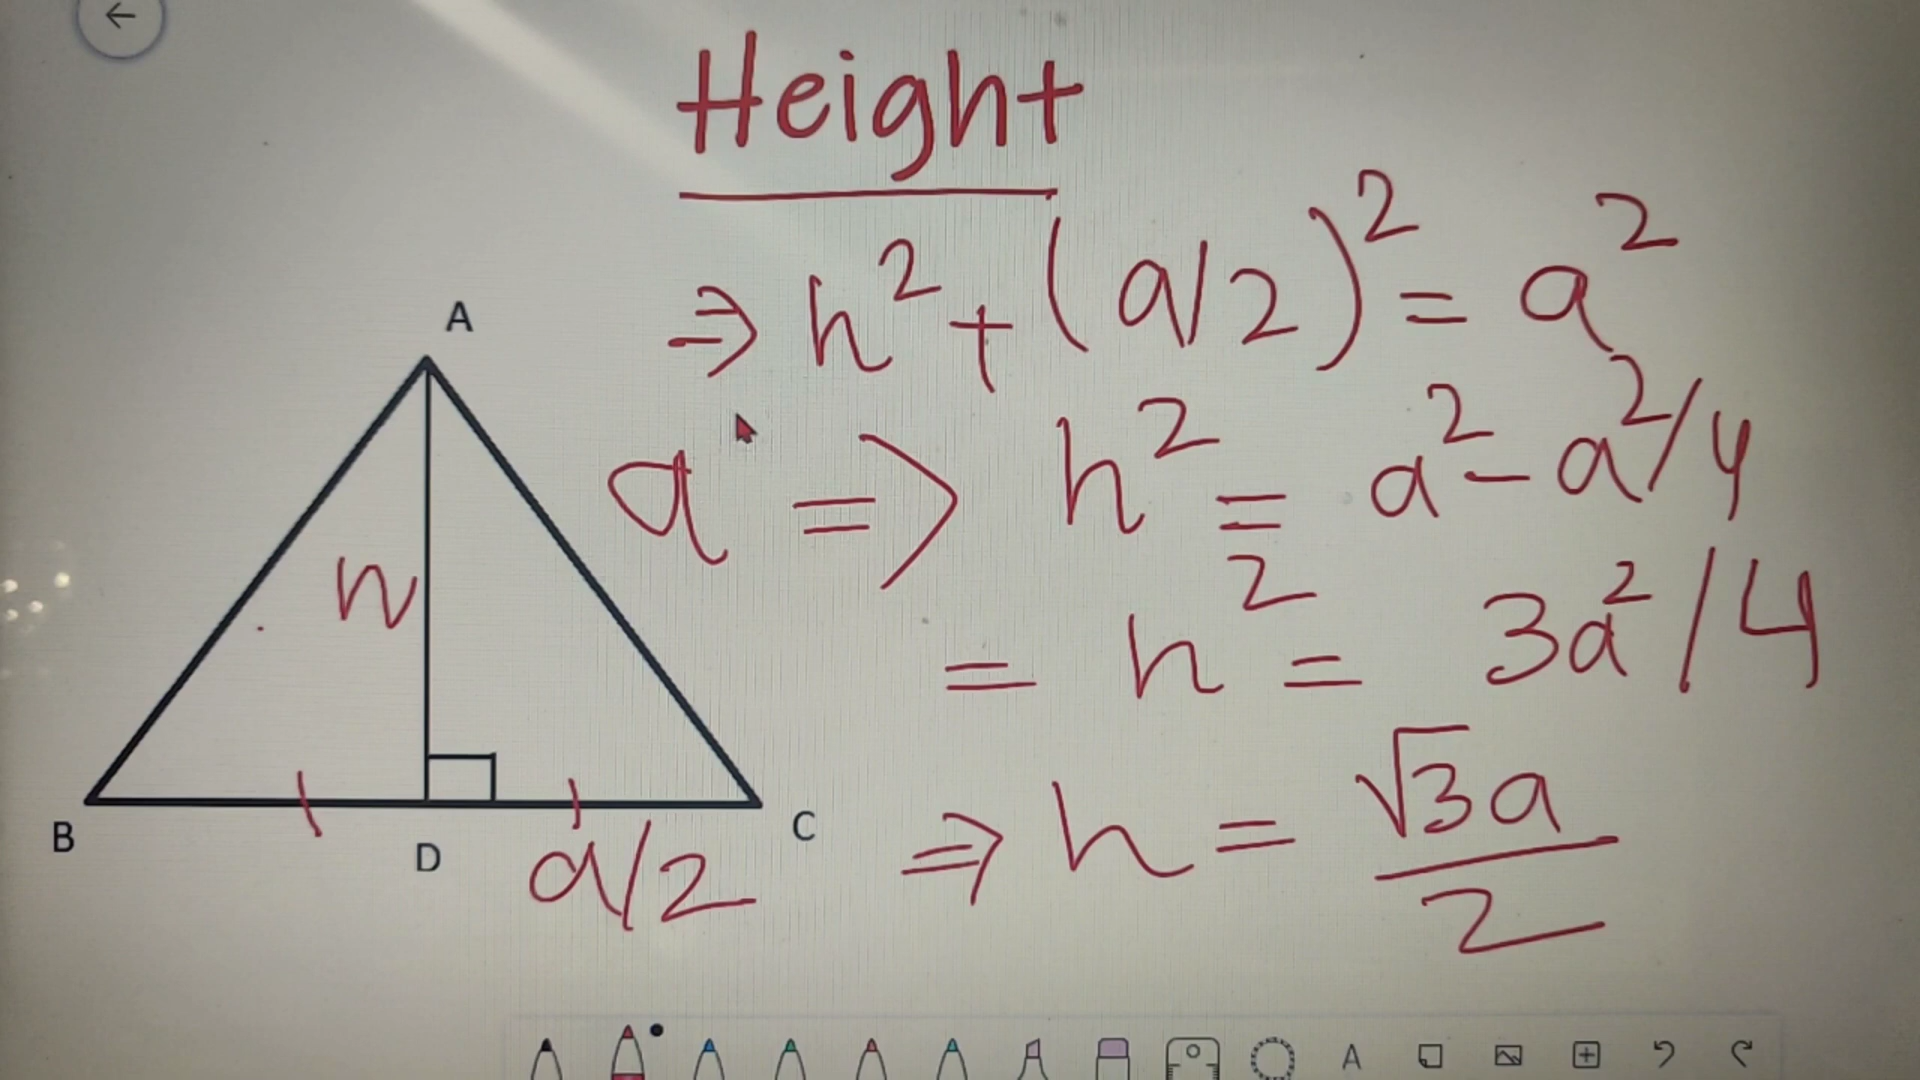 Height
⇒ h² + (a/2)² = a²
A
a ⇒ h² = a² - a²/4
h
= h² = 3a²/4
⇒ h = √3a/2
B
D
C
a/2
A